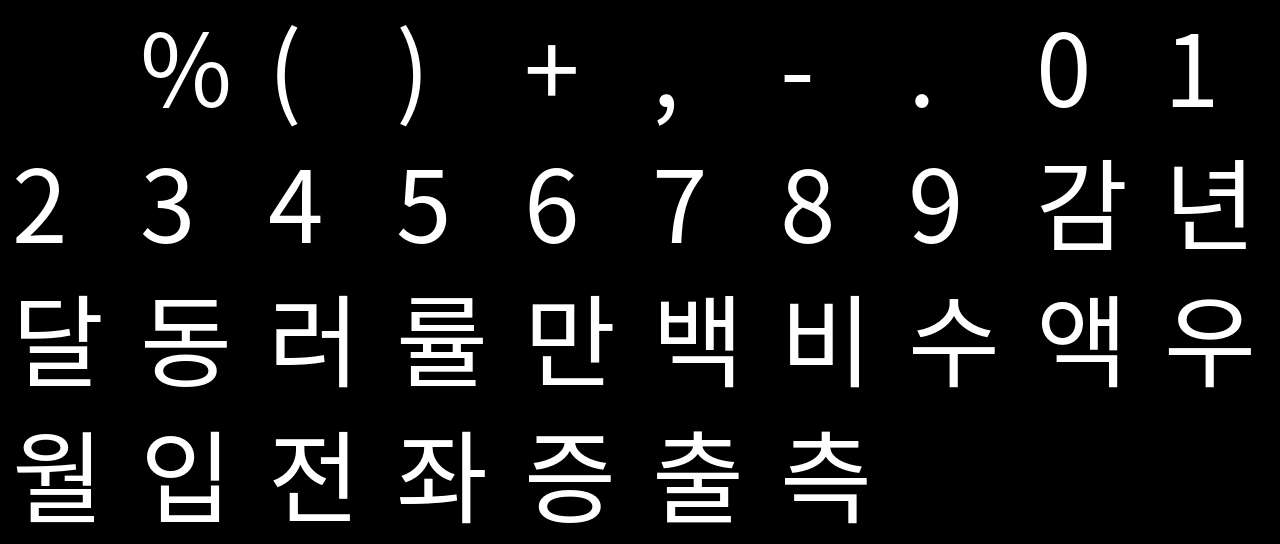 % ( ) + , - . 0 1
2 3 4 5 6 7 8 9 감 년
달 동 러 률 만 백 비 수 액 우
월 입 전 좌 증 출 측